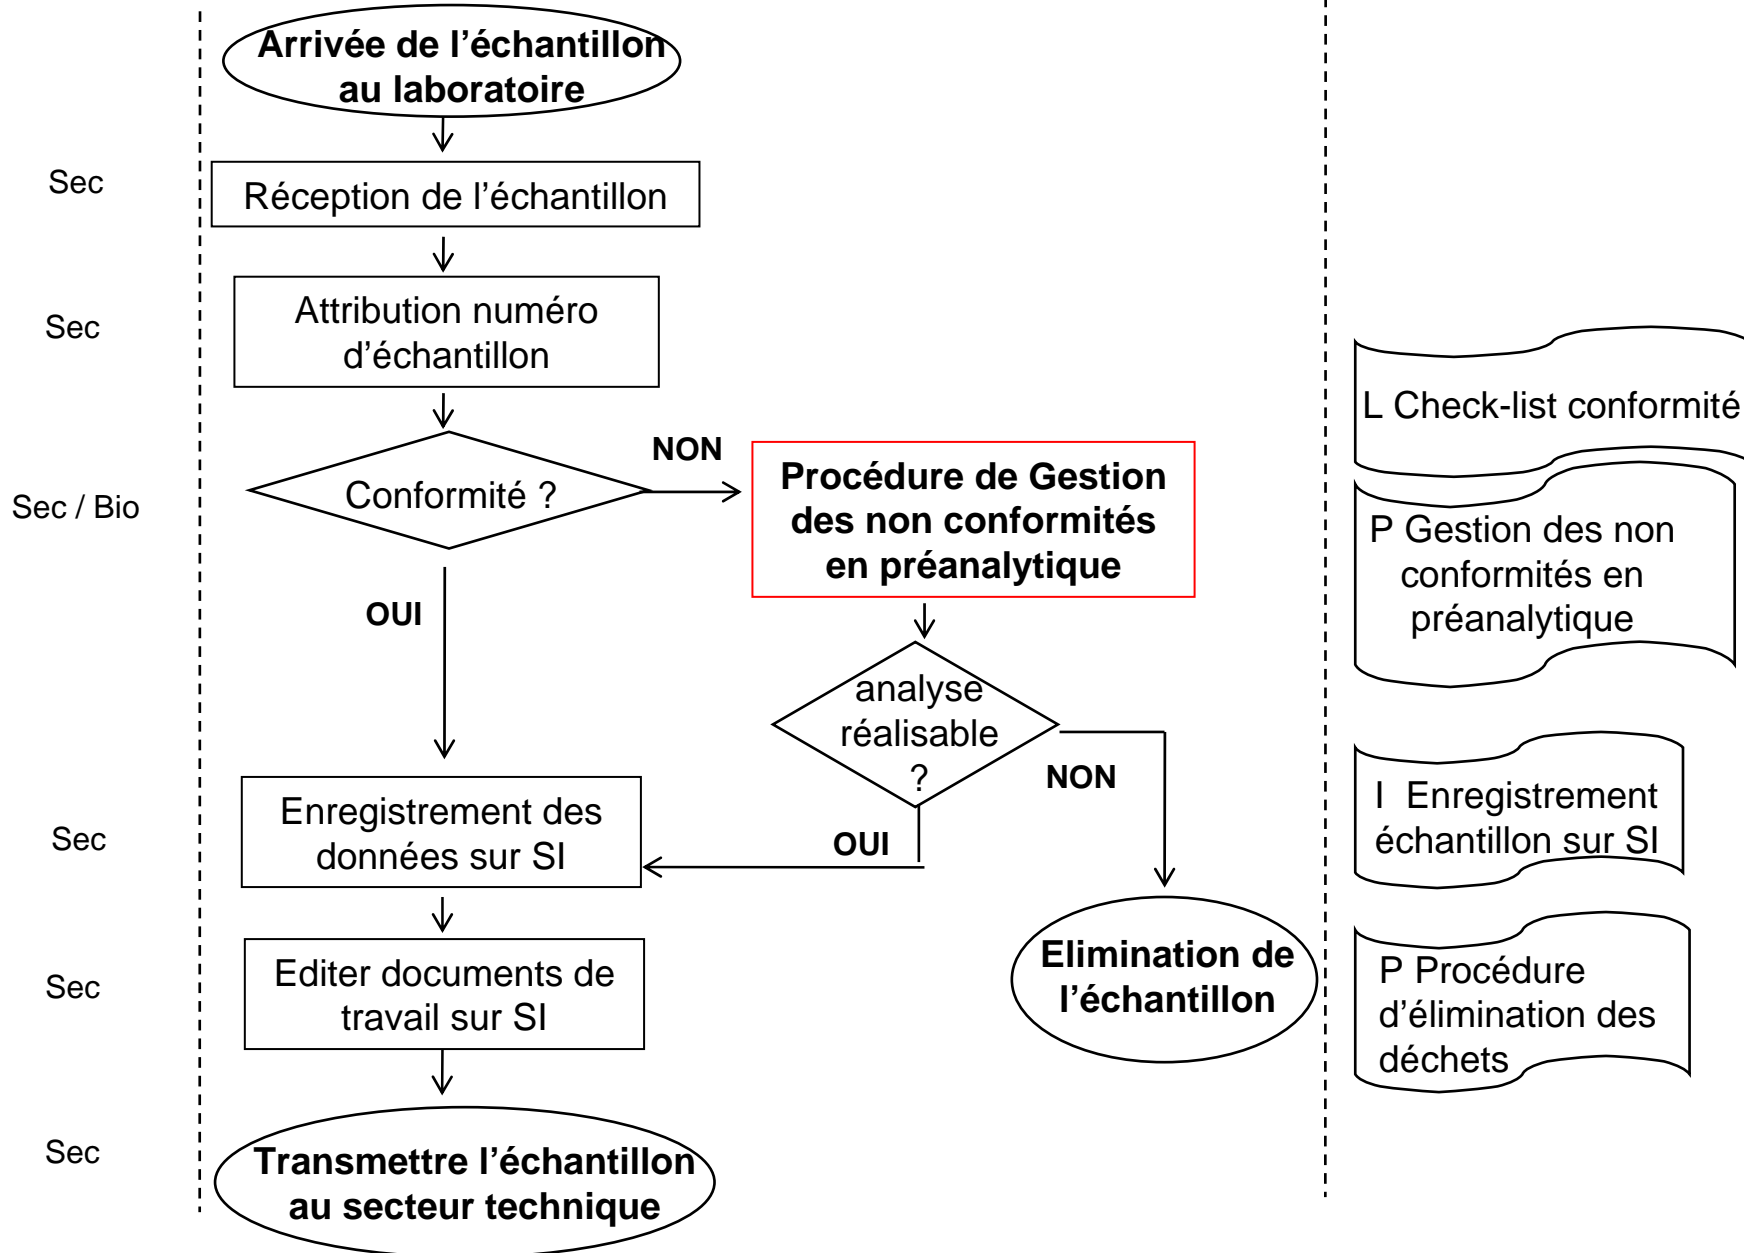 Arrivée de l’échantillon
au laboratoire
Sec
Réception de l’échantillon
Sec
Attribution numéro
d’échantillon
L Check-list conformité
Sec / Bio
Conformité ?
NON
Procédure de Gestion
des non conformités
en préanalytique
P Gestion des non
conformités en
préanalytique
OUI
analyse
réalisable
?
NON
OUI
Sec
Enregistrement des
données sur SI
I Enregistrement
échantillon sur SI
Sec
Editer documents de
travail sur SI
Elimination de
l’échantillon
P Procédure
d’élimination des
déchets
Sec
Transmettre l’échantillon
au secteur technique